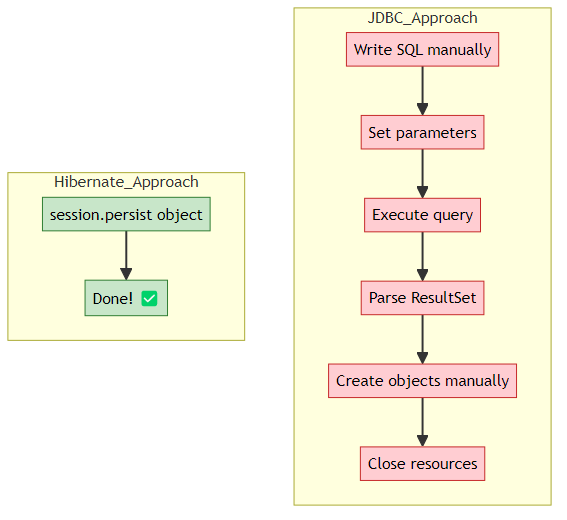 Hibernate_Approach
session.persist object
Done! ✅
JDBC_Approach
Write SQL manually
Set parameters
Execute query
Parse ResultSet
Create objects manually
Close resources